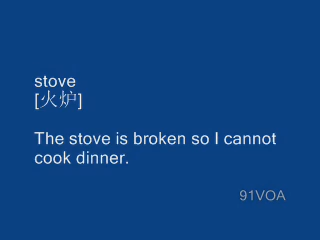 stove
[火炉]
The stove is broken so I cannot
cook dinner.
91VOA